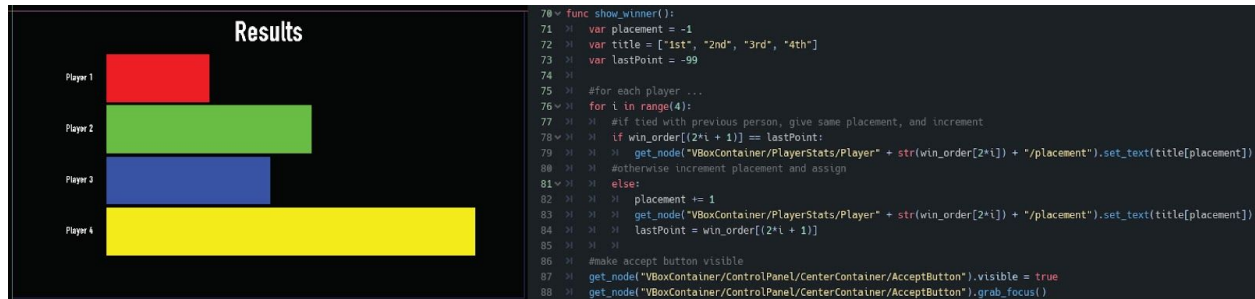 Results
Player 1
Player 2
Player 3
Player 4
70 func show_winner():
71 var placement = -1
72 var title = ["1st", "2nd", "3rd", "4th"]
73 var lastPoint = -99
74
75 #for each player ...
76 for i in range(4):
77 #if tied with previous person, give same placement, and increment
78 if win_order[(2*i + 1)] == lastPoint:
79 get_node("VBoxContainer/PlayerStats/Player" + str(win_order[2*i]) + "/placement").set_text(title[placement])
80 #otherwise increment placement and assign
81 else:
82 placement += 1
83 get_node("VBoxContainer/PlayerStats/Player" + str(win_order[2*i]) + "/placement").set_text(title[placement])
84 lastPoint = win_order[(2*i + 1)]
85
86 #make accept button visible
87 get_node("VBoxContainer/ControlPanel/CenterContainer/AcceptButton").visible = true
88 get_node("VBoxContainer/ControlPanel/CenterContainer/AcceptButton").grab_focus()